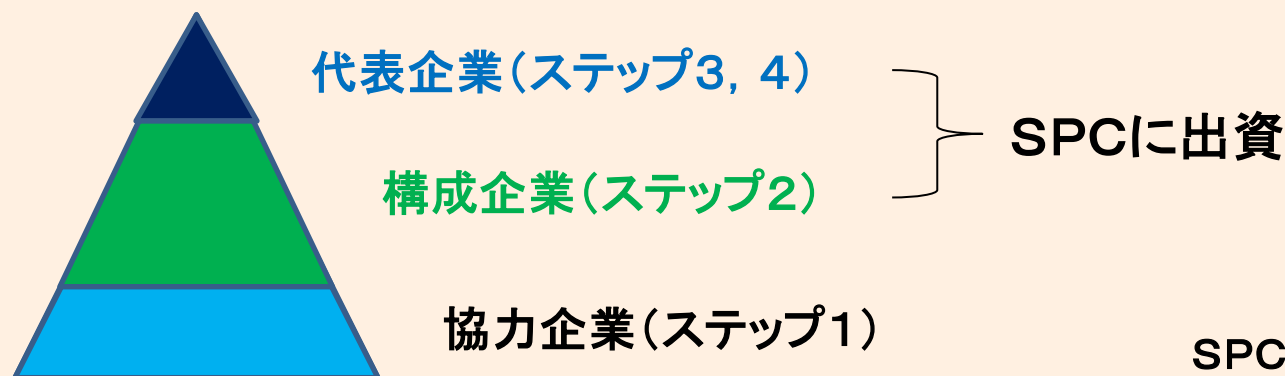 代表企業（ステップ３，４）
SPCに出資
構成企業（ステップ２）
協力企業（ステップ１）
SPC